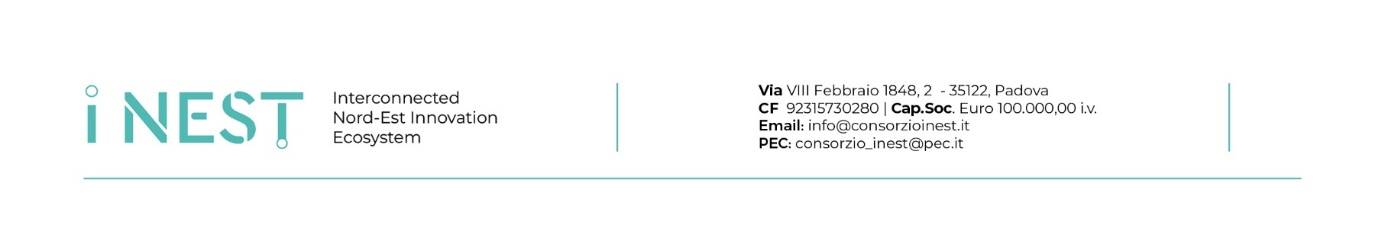 i NEST
Interconnected
Nord-Est Innovation
Ecosystem
Via VIII Febbraio 1848, 2 - 35122, Padova
CF 92315730280 | Cap.Soc. Euro 100.000,00 i.v.
Email: info@consorzioinest.it
PEC: consorzio_inest@pec.it